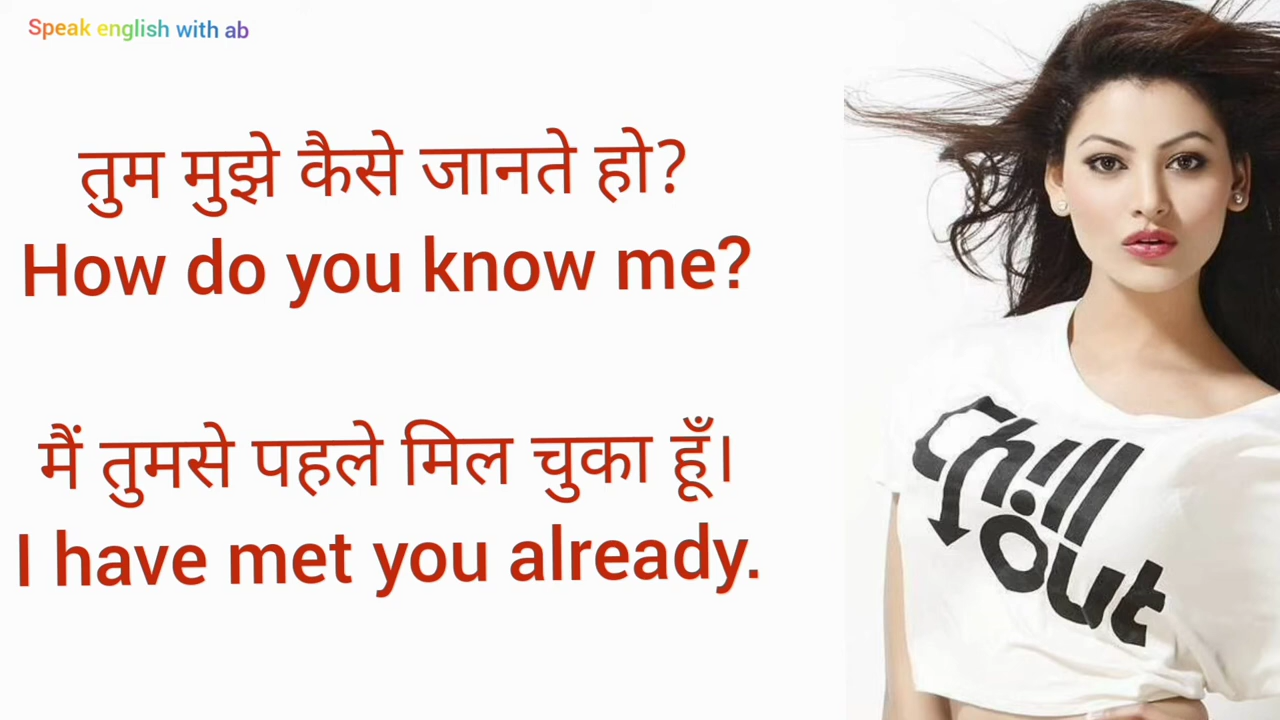 Speak english with ab
तुम मुझे कैसे जानते हो?
How do you know me?
मैं तुमसे पहले मिल चुका हूँ।
I have met you already.
Chill
Out